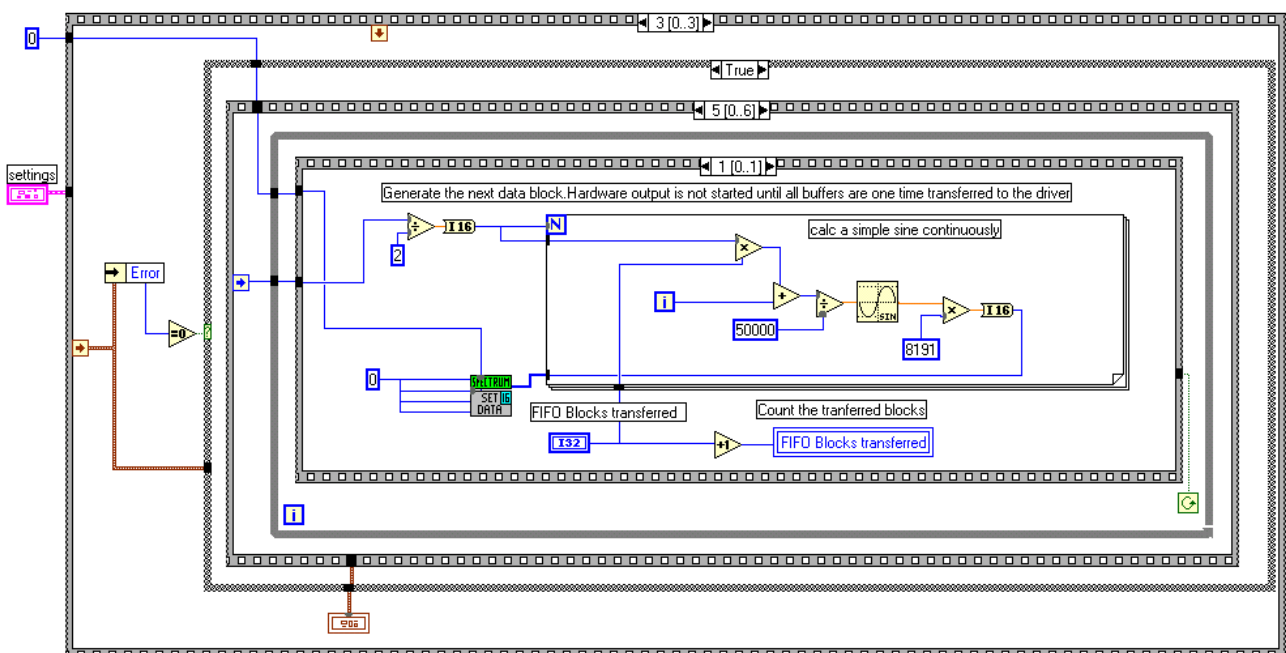 3 [0..3]
0
True
5 [0..6]
1 [0..1]
settings
Generate the next data block.Hardware output is not started until all buffers are one time transferred to the driver
I16
N
calc a simple sine continuously
2
Error
i
SIN
I16
=0
?
50000
8191
0
SPECTRUM
SET 16
DATA
FIFO Blocks transferred
Count the tranferred blocks
I32
+1
FIFO Blocks transferred
i